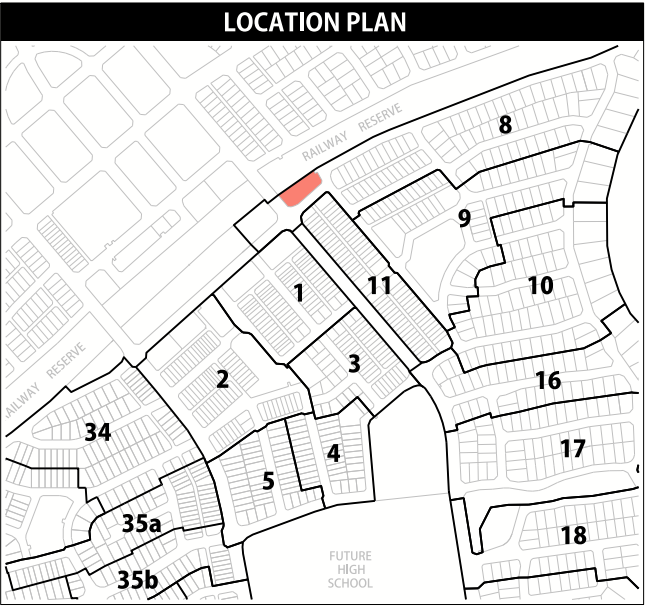 LOCATION PLAN
RAILWAY RESERVE
8
9
11
10
1
3
2
16
34
17
4
5
35a
18
35b
AILWAY RESERVE
FUTURE
HIGH
SCHOOL